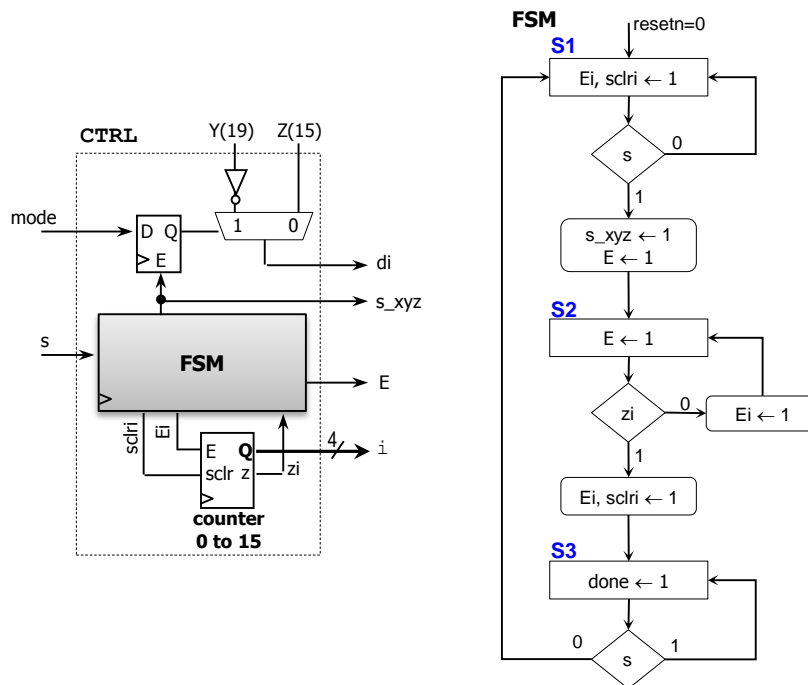 FSM
resetn=0
S1
Ei, sclri ← 1
s
0
1
s_xyz ← 1
E ← 1
S2
E ← 1
zi
0
Ei ← 1
1
Ei, sclri ← 1
S3
done ← 1
0
s
1
Y(19)
Z(15)
CTRL
mode
D Q
E
1
0
di
s_xyz
s
FSM
E
sclri
Ei
E
Q
4
i
sclr
z
zi
counter
0 to 15